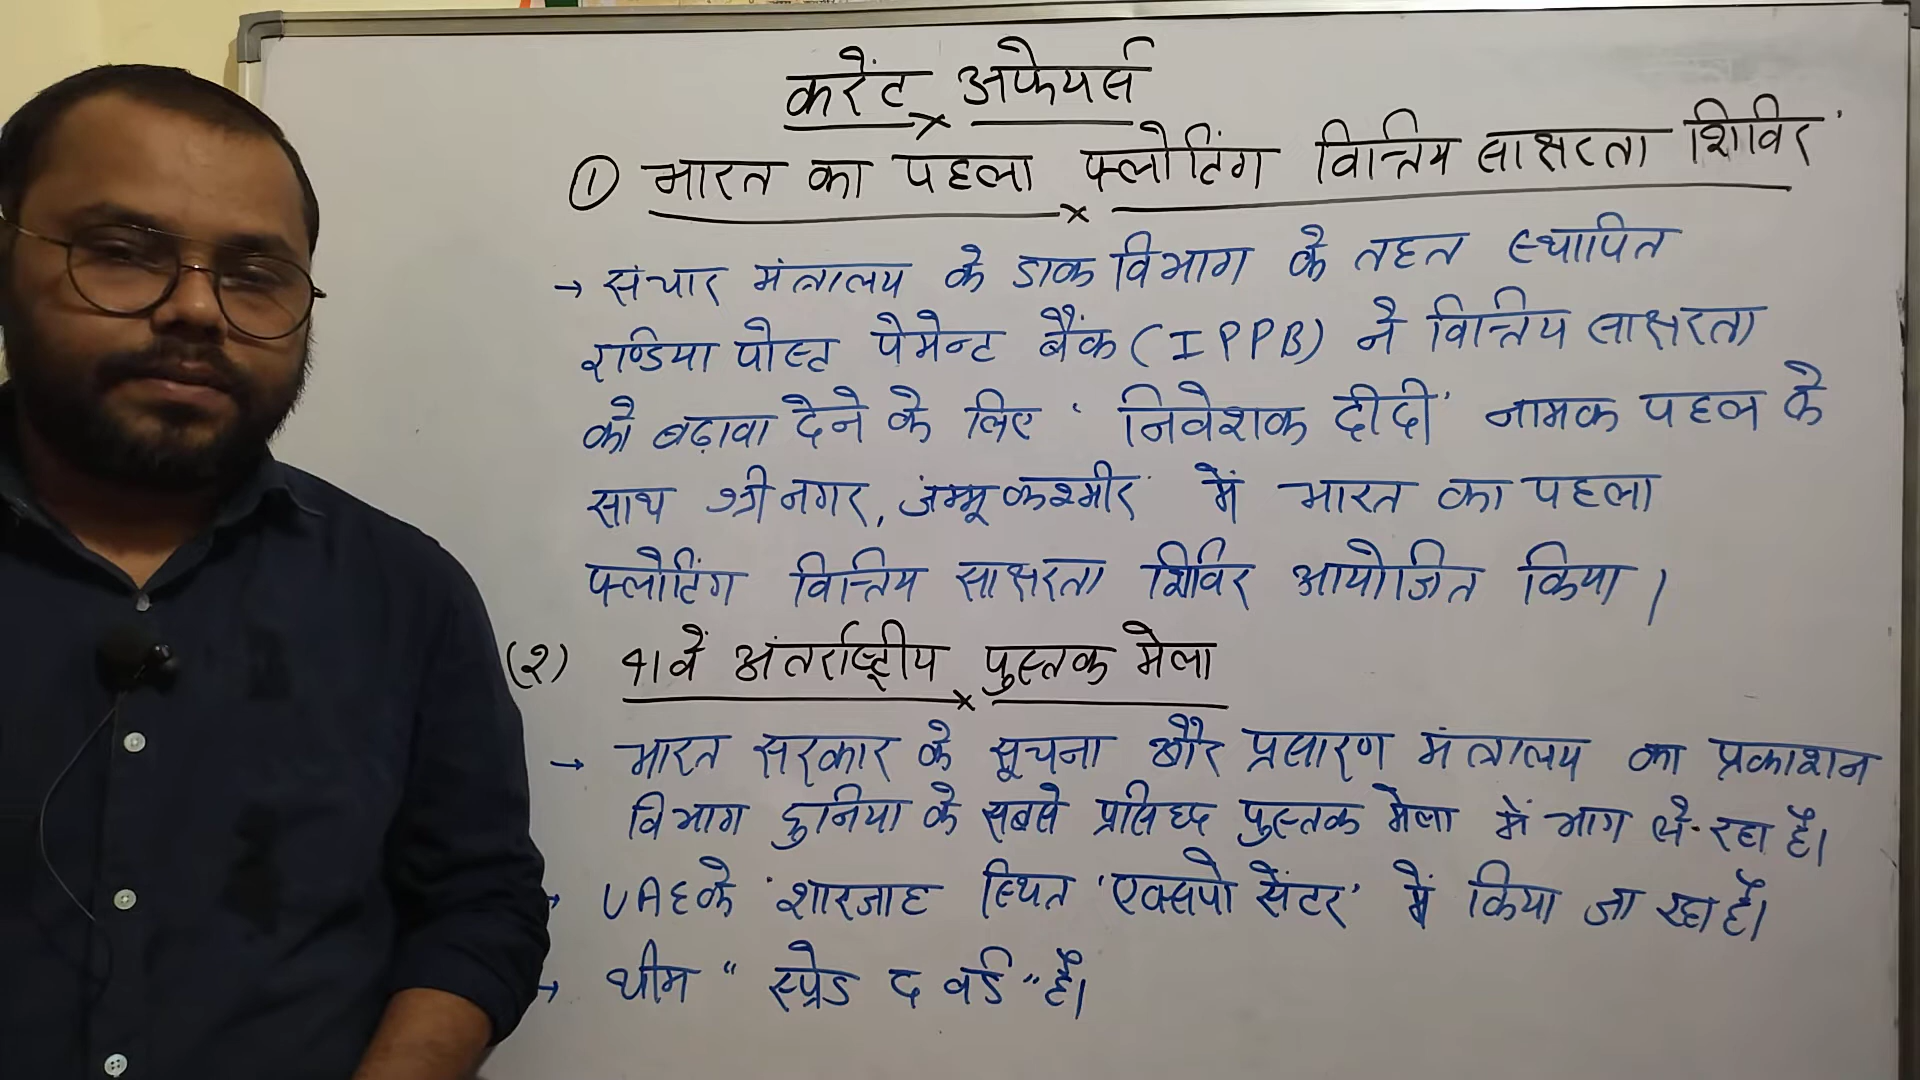 करेंट अफेयर्स
① भारत का पहला फ्लोटिंग वित्तिय साक्षरता शिविर
→ संचार मंत्रालय के डाक विभाग के तहत स्थापित
इण्डिया पोस्ट पेमेन्ट बैंक (IPPB) ने वित्तिय साक्षरता
को बढ़ावा देने के लिए 'निवेशक दीदी' नामक पहल के
साथ श्रीनगर, जम्मू कश्मीर में भारत का पहला
फ्लोटिंग वित्तिय साक्षरता शिविर आयोजित किया।
(२) 41वें अंतर्राष्ट्रीय पुस्तक मेला
→ भारत सरकार के सूचना और प्रसारण मंत्रालय का प्रकाशन
विभाग दुनिया के सबसे प्रसिध्द पुस्तक मेला में भाग ले रहा है।
→ UAE के 'शारजाह स्थित 'एक्सपो सेंटर' में किया जा रहा है।
→ थीम "स्प्रेड द वर्ड" है।